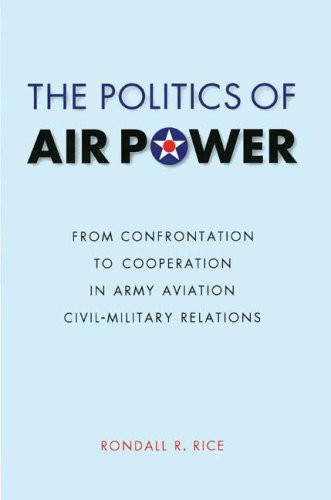 THE POLITICS OF
AIR POWER
FROM CONFRONTATION
TO COOPERATION
IN ARMY AVIATION
CIVIL-MILITARY RELATIONS
RONDALL R. RICE